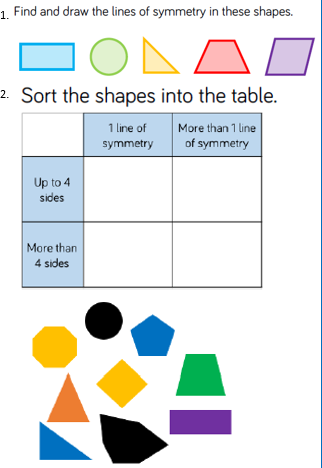 1. Find and draw the lines of symmetry in these shapes.
2. Sort the shapes into the table.
1 line of
symmetry
More than 1 line
of symmetry
Up to 4
sides
More than
4 sides